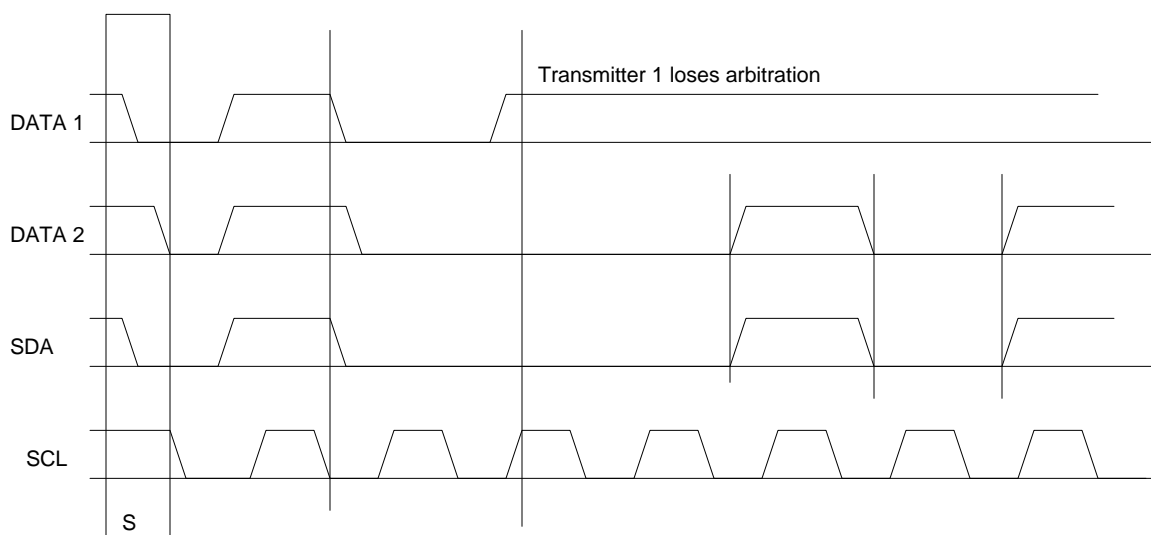 Transmitter 1 loses arbitration
DATA 1
DATA 2
SDA
SCL
S